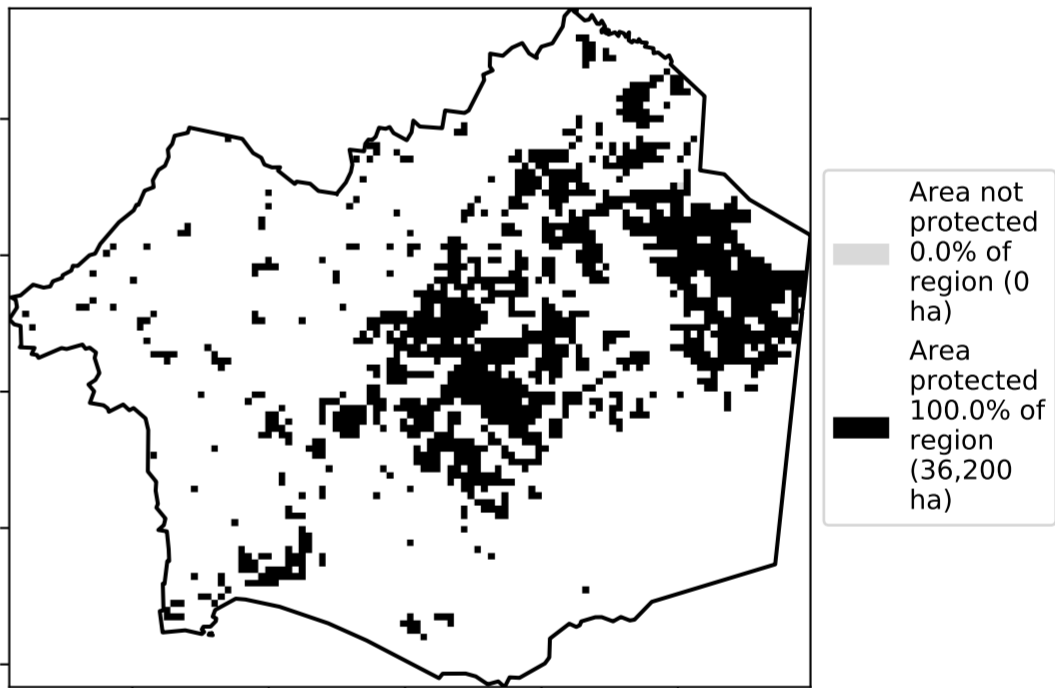 Area not
protected
0.0% of
region (0
ha)
Area
protected
100.0% of
region
(36,200
ha)